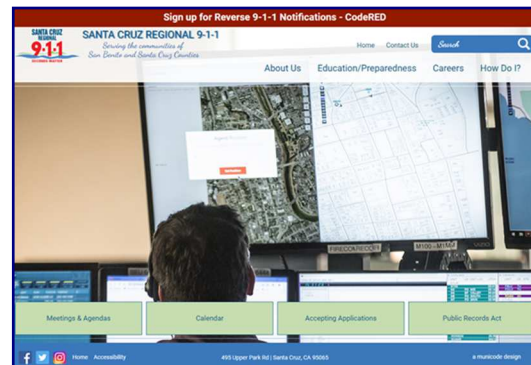 Sign up for Reverse 9-1-1 Notifications - CodeRED
SANTA CRUZ
REGIONAL
9-1-1
SANTA CRUZ REGIONAL 9-1-1
Serving the communities of
San Benito and Santa Cruz Counties
Home Contact Us Search
About Us Education/Preparedness Careers How Do I?
M100 - M1
Meetings & Agendas
Calendar
Accepting Applications
Public Records Act
Home Accessibility
495 Upper Park Rd | Santa Cruz, CA 95065
a municode design